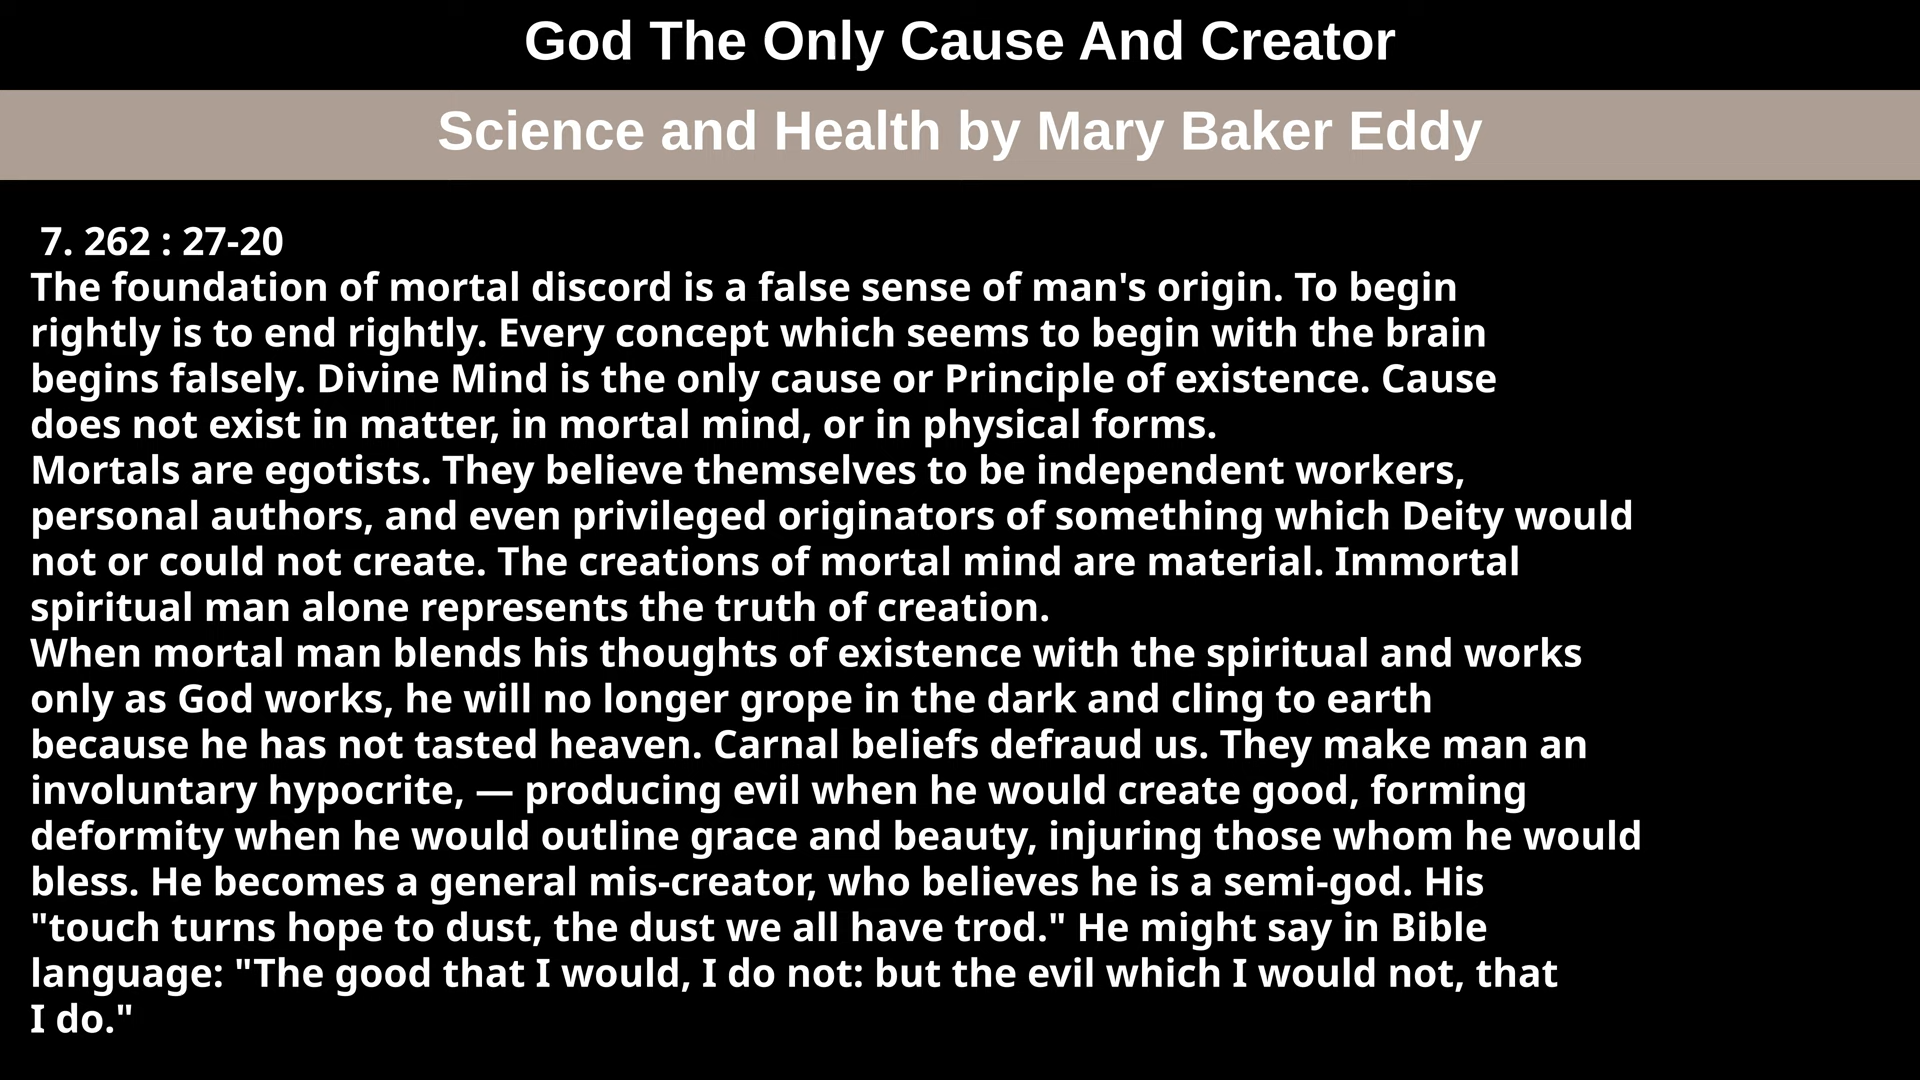 God The Only Cause And Creator
Science and Health by Mary Baker Eddy
7. 262 : 27-20
The foundation of mortal discord is a false sense of man's origin. To begin
rightly is to end rightly. Every concept which seems to begin with the brain
begins falsely. Divine Mind is the only cause or Principle of existence. Cause
does not exist in matter, in mortal mind, or in physical forms.
Mortals are egotists. They believe themselves to be independent workers,
personal authors, and even privileged originators of something which Deity would
not or could not create. The creations of mortal mind are material. Immortal
spiritual man alone represents the truth of creation.
When mortal man blends his thoughts of existence with the spiritual and works
only as God works, he will no longer grope in the dark and cling to earth
because he has not tasted heaven. Carnal beliefs defraud us. They make man an
involuntary hypocrite, — producing evil when he would create good, forming
deformity when he would outline grace and beauty, injuring those whom he would
bless. He becomes a general mis-creator, who believes he is a semi-god. His
"touch turns hope to dust, the dust we all have trod." He might say in Bible
language: "The good that I would, I do not: but the evil which I would not, that
I do."